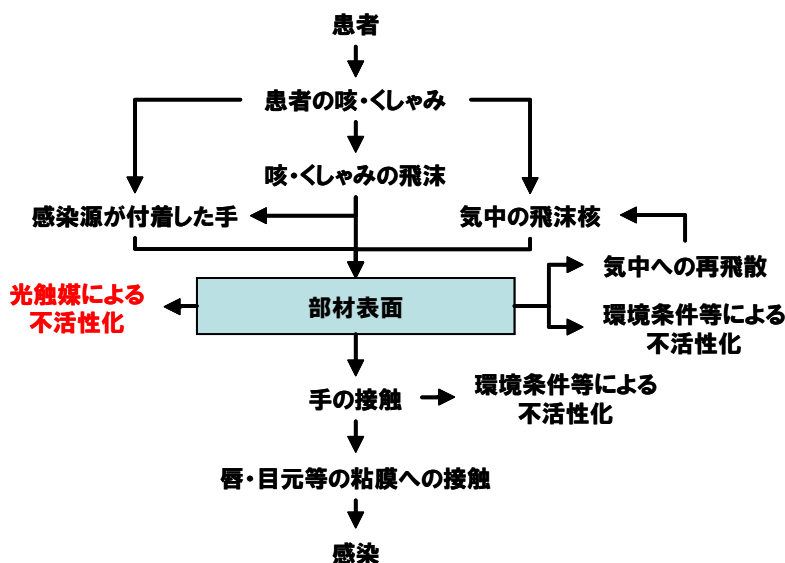 患者
患者の咳・くしゃみ
咳・くしゃみの飛沫
感染源が付着した手
気中の飛沫核
気中への再飛散
光触媒による
不活性化
部材表面
環境条件等による
不活性化
手の接触
環境条件等による
不活性化
唇・目元等の粘膜への接触
感染